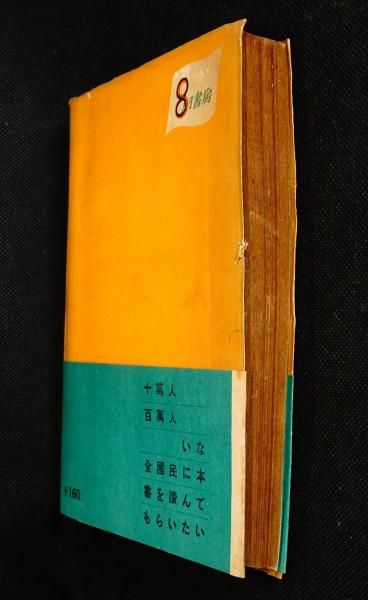 8月書房
十萬人
百萬人
いな
全國民に本
書を讀んで
もらいたい
¥160